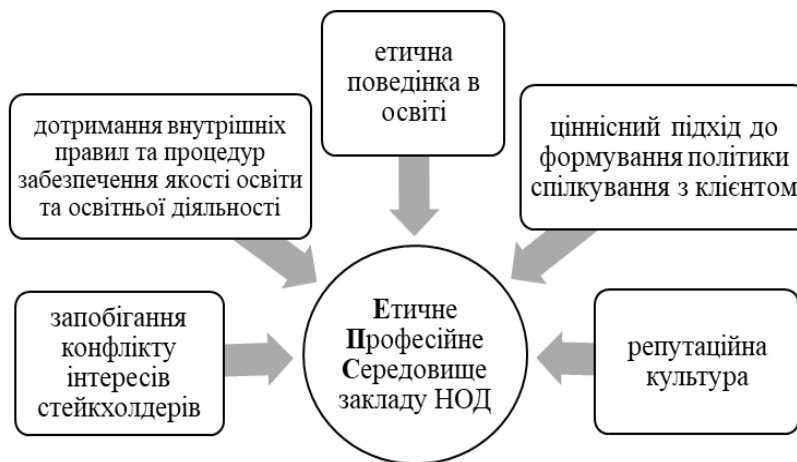 етична
поведінка в
освіті
дотримання внутрішніх
правил та процедур
забезпечення якості освіти
та освітньої діяльності
ціннісний підхід до
формування політики
спілкування з клієнтом
запобігання
конфлікту
інтересів
стейкхолдерів
Етичне
Професійне
Середовище
закладу НОД
репутаційна
культура